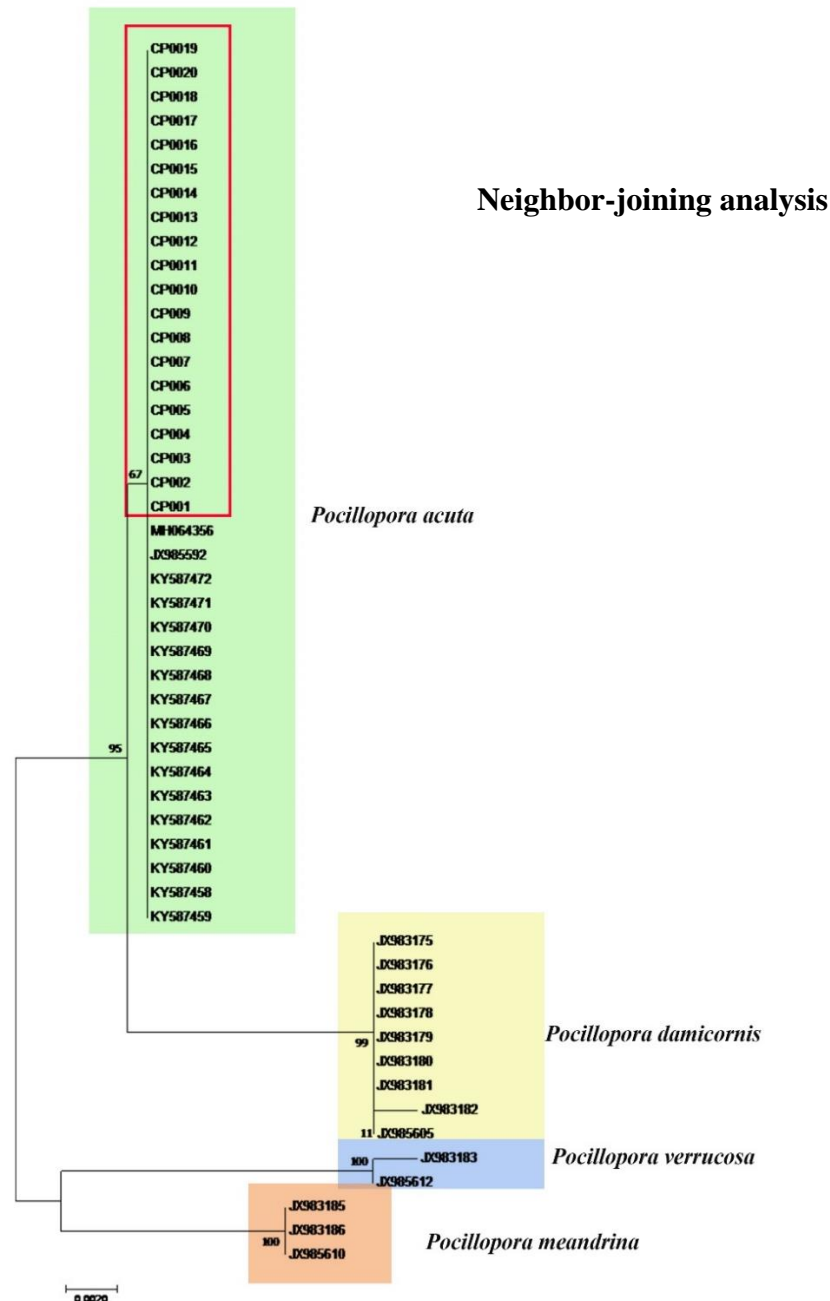 CP0019
CP0020
CP0018
CP0017
CP0016
CP0015
CP0014
Neighbor-joining analysis
CP0013
CP0012
CP0011
CP0010
CP009
CP008
CP007
CP006
CP005
CP004
CP003
67
CP002
CP001
Pocillopora acuta
MH064356
JX985592
KY587472
KY587471
KY587470
KY587469
KY587468
KY587467
KY587466
95
KY587465
KY587464
KY587463
KY587462
KY587461
KY587460
KY587458
KY587459
JX983175
JX983176
JX983177
JX983178
99
JX983179
Pocillopora damicornis
JX983180
JX983181
JX983182
11
JX985605
100
JX983183
Pocillopora verrucosa
JX985612
JX983185
JX983186
100
JX985610
Pocillopora meandrina
0.0020